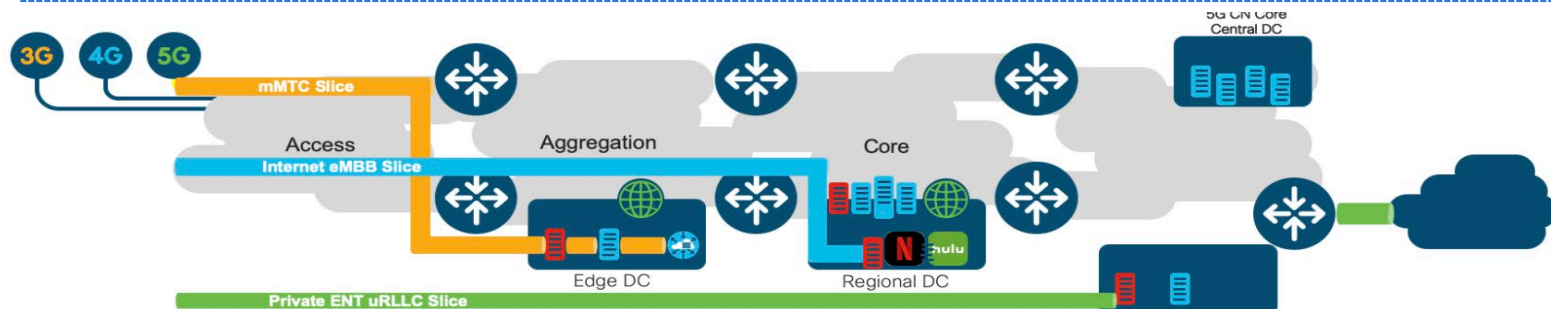 5G CN Core
Central DC
3G
4G
5G
mMTC Slice
Access
Aggregation
Core
Internet eMBB Slice
N
hulu
Edge DC
Regional DC
Private ENT uRLLC Slice